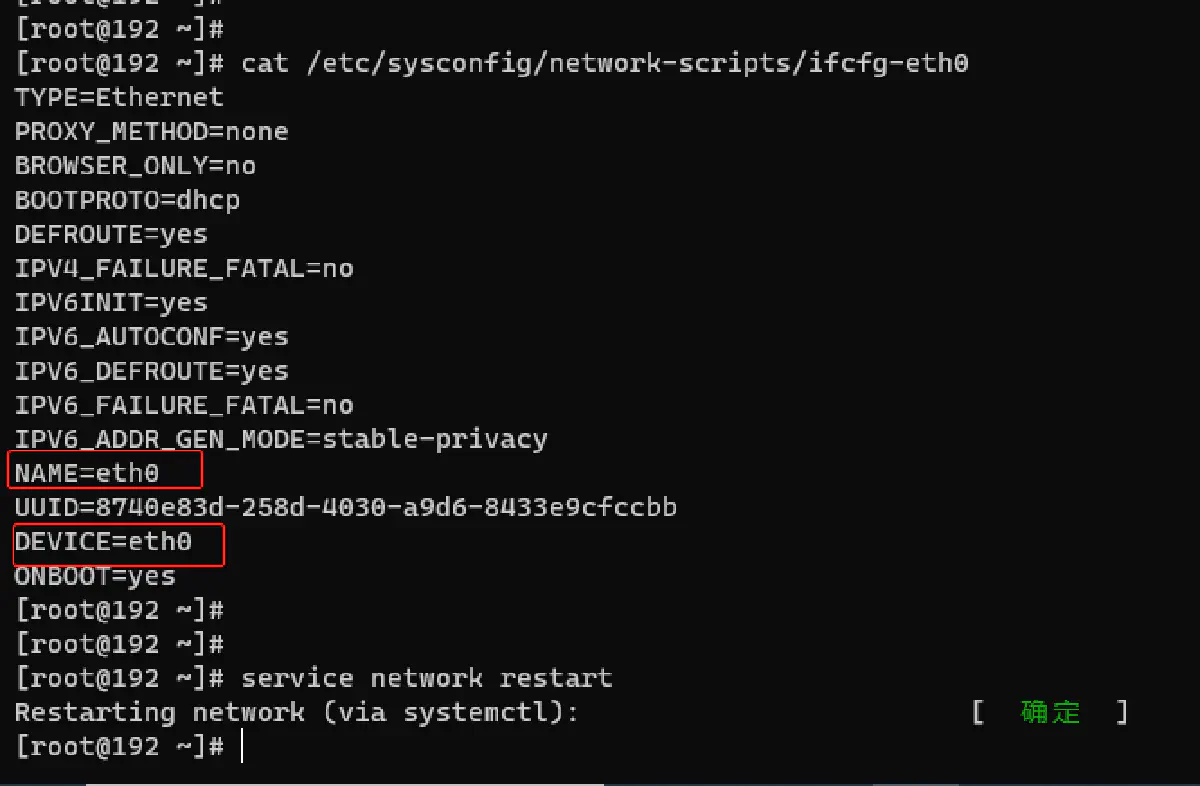 [root@192 ~]#
[root@192 ~]#
[root@192 ~]# cat /etc/sysconfig/network-scripts/ifcfg-eth0
TYPE=Ethernet
PROXY_METHOD=none
BROWSER_ONLY=no
BOOTPROTO=dhcp
DEFROUTE=yes
IPV4_FAILURE_FATAL=no
IPV6INIT=yes
IPV6_AUTOCONF=yes
IPV6_DEFROUTE=yes
IPV6_FAILURE_FATAL=no
IPV6_ADDR_GEN_MODE=stable-privacy
NAME=eth0
UUID=8740e83d-258d-4030-a9d6-8433e9cfccbb
DEVICE=eth0
ONBOOT=yes
[root@192 ~]#
[root@192 ~]#
[root@192 ~]# service network restart
Restarting network (via systemctl): [ 确定 ]
[root@192 ~]#